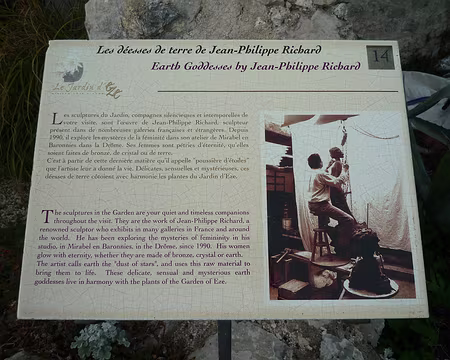 Les déesses de terre de Jean-Philippe Richard
Earth Goddesses by Jean-Philippe Richard
14
Le Jardin d'
Les sculptures du Jardin, compagnes silencieuses et intemporelles de
votre visite, sont l'œuvre de Jean-Philippe Richard, sculpteur
présent dans de nombreuses galeries françaises et étrangères. Depuis
1990, il explore les mystères de la féminité dans son atelier de Mirabel en
Baronnies dans la Drôme. Ses femmes sont pétries d'éternité, qu'elles
soient faites de bronze, de cristal ou de terre.
C'est à partir de cette dernière matière qu'il appelle "poussière d'étoiles"
que l'artiste leur a donné la vie. Délicates, sensuelles et mystérieuses, ces
déesses de terre côtoient avec harmonie les plantes du Jardin d'Eze.
The sculptures in the Garden are your quiet and timeless companions
throughout the visit. They are the work of Jean-Philippe Richard, a
renowned sculptor who exhibits in many galleries in France and around
the world. He has been exploring the mysteries of femininity in his
studio, in Mirabel en Baronnies, in the Drôme, since 1990. His women
glow with eternity, whether they are made of bronze, crystal or earth.
The artist calls earth the "dust of stars", and uses this raw material to
bring them to life. These delicate, sensual and mysterious earth
goddesses live in harmony with the plants of the Garden of Eze.